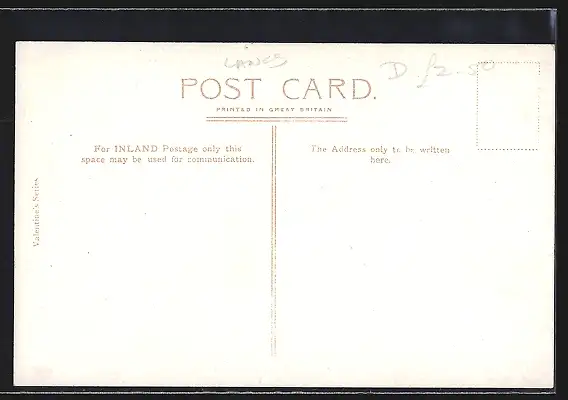 LANCS
D. £2.50
POST CARD.
PRINTED IN GREAT BRITAIN
For INLAND Postage only this
space may be used for communication.
The Address only to be written
here.
Valentine's Series